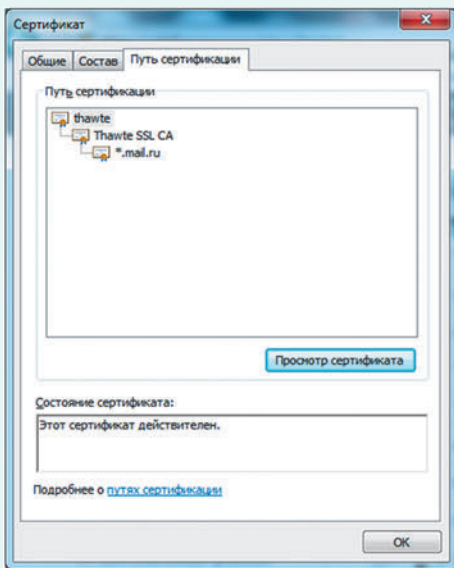 Сертификат
Общие Состав Путь сертификации
Путь сертификации
thawte
Thawte SSL CA
*.mail.ru
Просмотр сертификата
Состояние сертификата:
Этот сертификат действителен.
Подробнее о путях сертификации
ОК